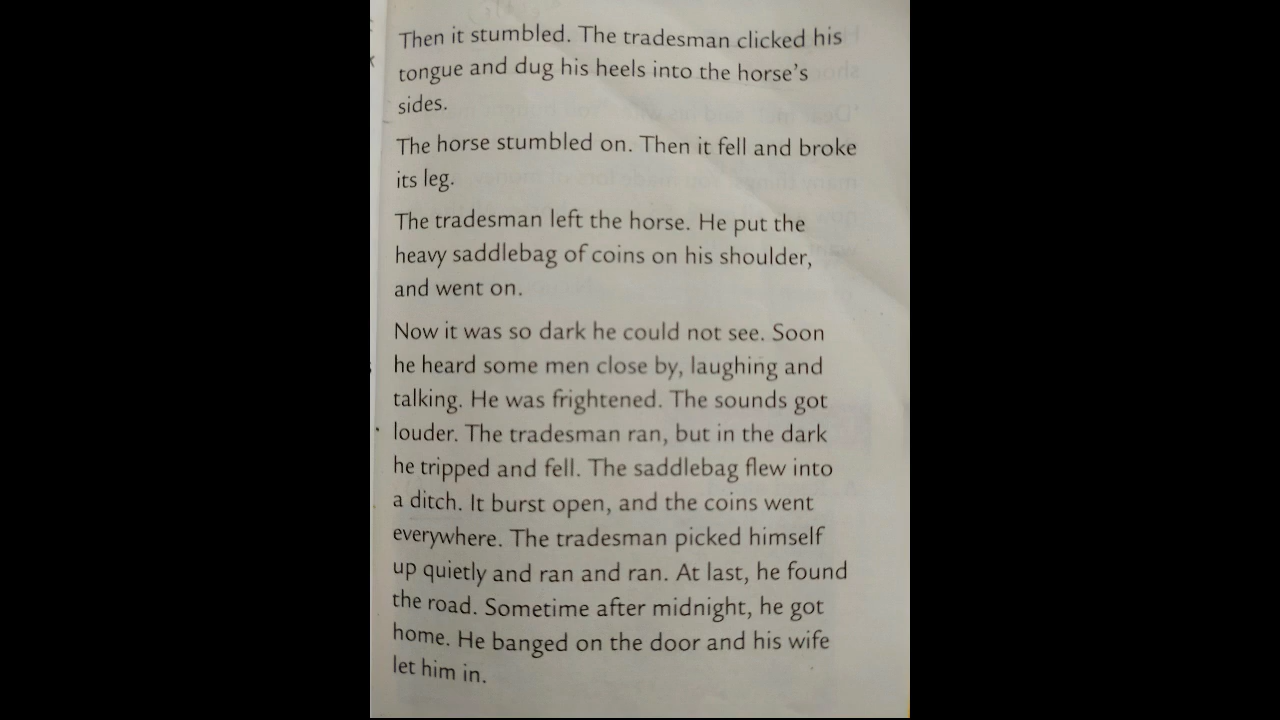 Then it stumbled. The tradesman clicked his
tongue and dug his heels into the horse's
sides.
The horse stumbled on. Then it fell and broke
its leg.
The tradesman left the horse. He put the
heavy saddlebag of coins on his shoulder,
and went on.
Now it was so dark he could not see. Soon
he heard some men close by, laughing and
talking. He was frightened. The sounds got
louder. The tradesman ran, but in the dark
he tripped and fell. The saddlebag flew into
a ditch. It burst open, and the coins went
everywhere. The tradesman picked himself
up quietly and ran and ran. At last, he found
the road. Sometime after midnight, he got
home. He banged on the door and his wife
let him in.